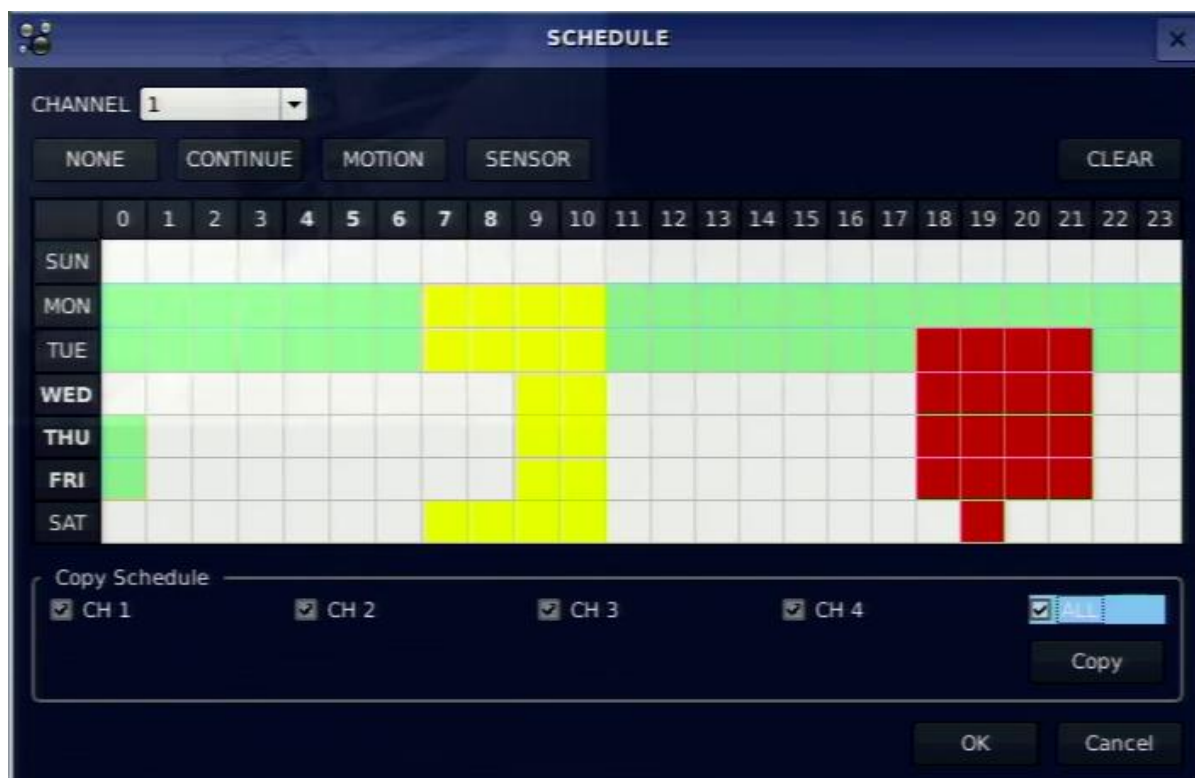 SCHEDULE
CHANNEL 1
NONE CONTINUE MOTION SENSOR CLEAR
0 1 2 3 4 5 6 7 8 9 10 11 12 13 14 15 16 17 18 19 20 21 22 23
SUN
MON
TUE
WED
THU
FRI
SAT
Copy Schedule
CH 1 CH 2 CH 3 CH 4 ALL
Copy
OK Cancel